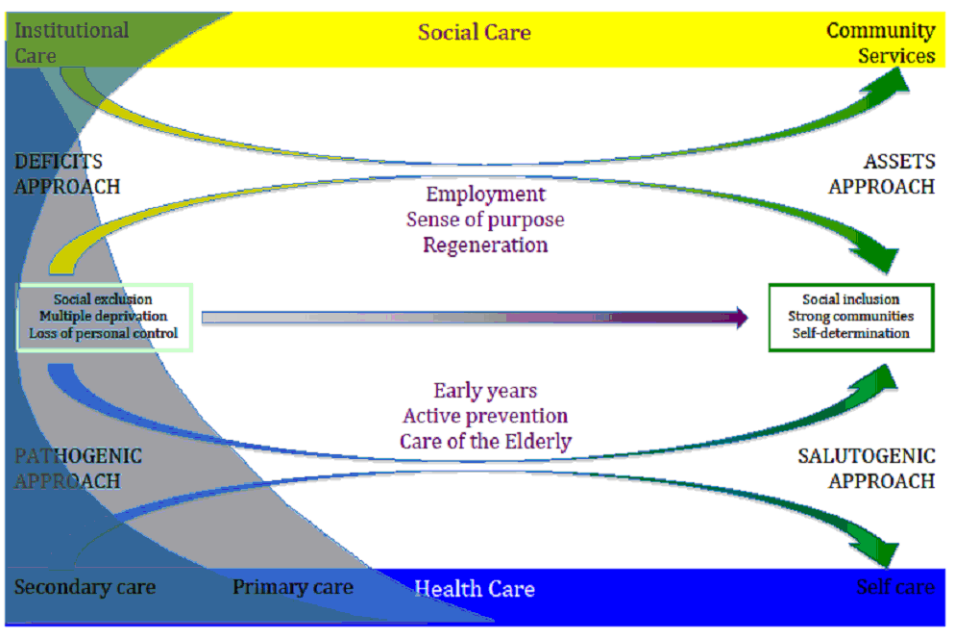 Institutional
Care
Social Care
Community
Services
DEFICITS
APPROACH
ASSETS
APPROACH
Employment
Sense of purpose
Regeneration
Social exclusion
Multiple deprivation
Loss of personal control
Social inclusion
Strong communities
Self-determination
Early years
Active prevention
Care of the Elderly
PATHOGENIC
APPROACH
SALUTOGENIC
APPROACH
Secondary care
Primary care
Health Care
Self care